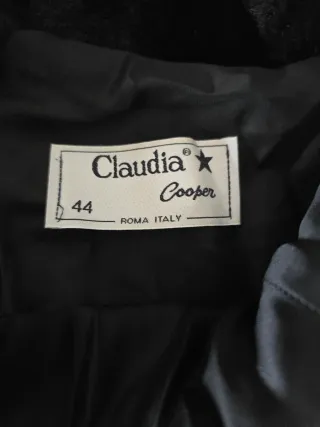 Claudia® ★
Cooper
44
ROMA ITALY